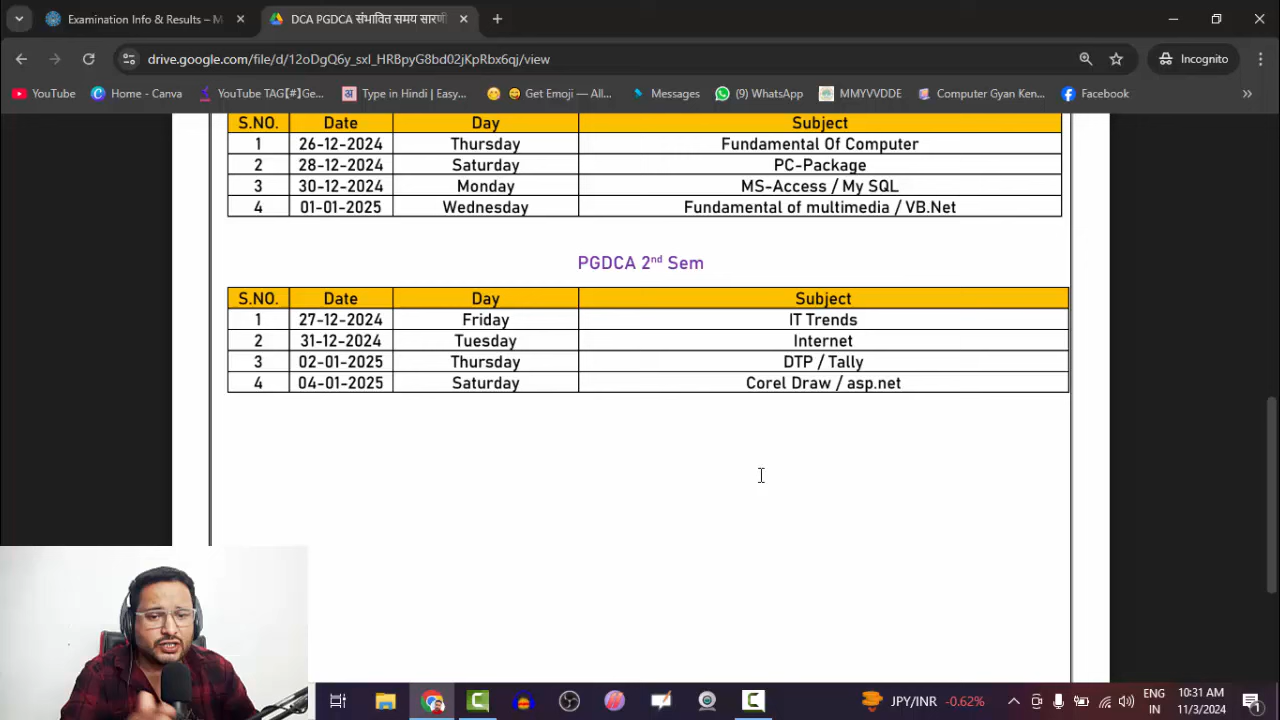 Examination Info & Results – M
DCA PGDCA संभावित समय सारणी
drive.google.com/file/d/12oDgQ6y_sxI_HRBpyG8bd02jKpRbx6qj/view
Incognito
YouTube
Home - Canva
YouTube TAG【#】Ge...
Type in Hindi | Easy...
Get Emoji — All...
Messages
(9) WhatsApp
MMYVVDDE
Computer Gyan Ken...
Facebook
S.NO. Date Day Subject
1 26-12-2024 Thursday Fundamental Of Computer
2 28-12-2024 Saturday PC-Package
3 30-12-2024 Monday MS-Access / My SQL
4 01-01-2025 Wednesday Fundamental of multimedia / VB.Net
PGDCA 2nd Sem
S.NO. Date Day Subject
1 27-12-2024 Friday IT Trends
2 31-12-2024 Tuesday Internet
3 02-01-2025 Thursday DTP / Tally
4 04-01-2025 Saturday Corel Draw / asp.net
JPY/INR -0.62%
ENG
IN
10:31 AM
11/3/2024